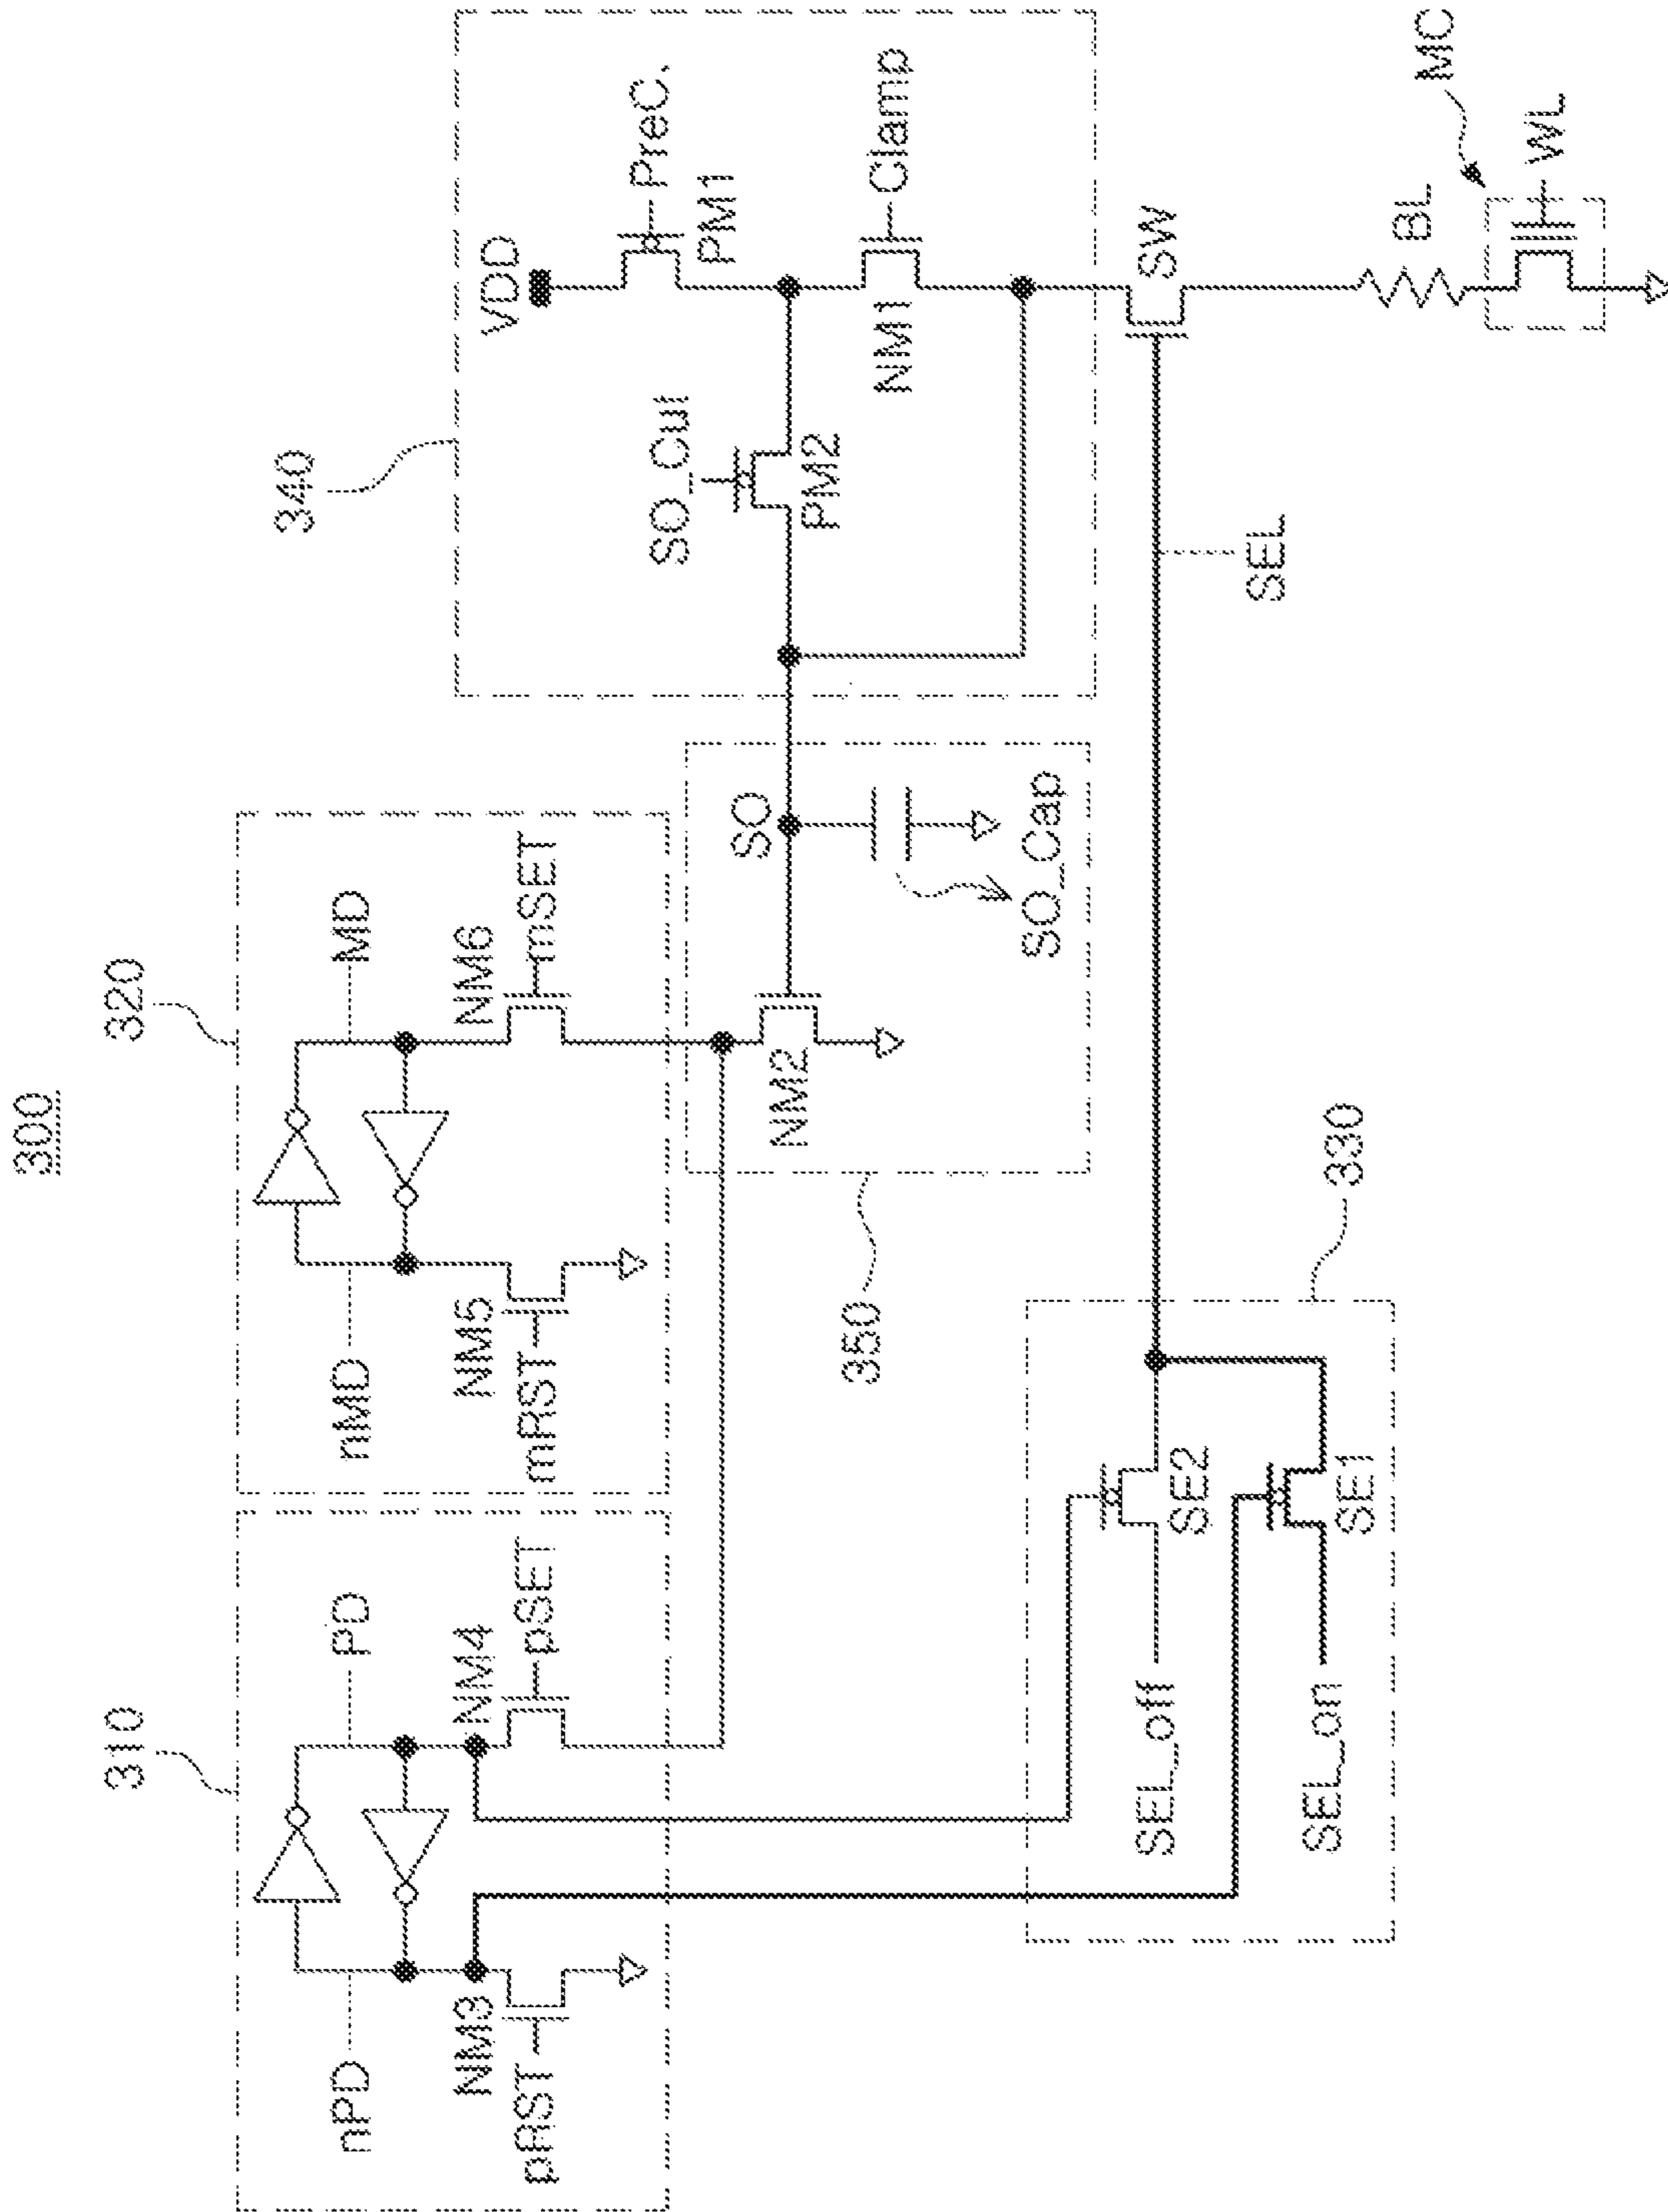 300
310
320
340
nPD
PD
nMD
MD
NM3
pRST
NM4
pSET
NM5
mRST
NM6
mSET
VDD
PreC.
PM1
SO_Cut
PM2
Clamp
NM1
SO
SO_Cap
NM2
350
330
SE2
SEL_off
SE1
SEL_on
SEL
SW
BL
MC
WL